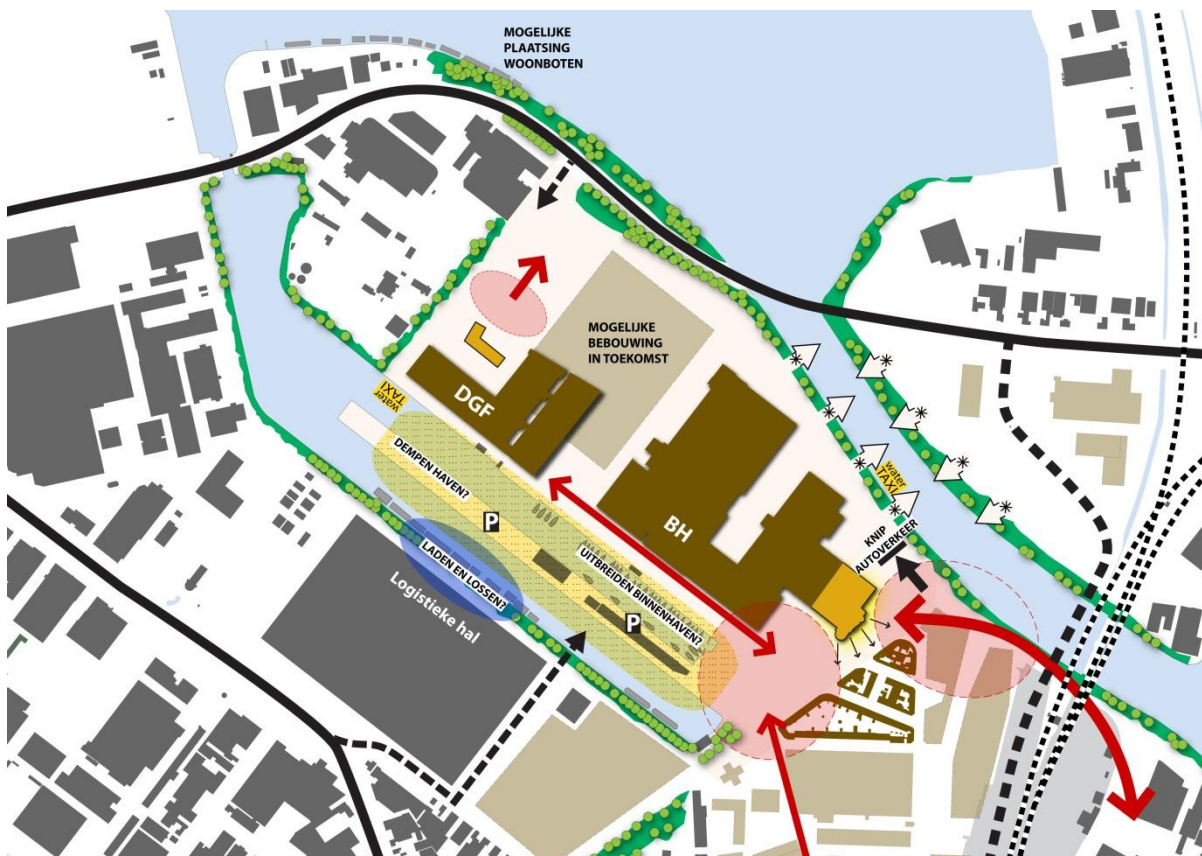 MOGELIJKE
PLAATSING
WOONBOTEN
MOGELIJKE
BEBOUWING
IN TOEKOMST
water
TAXI
DGF
DEMPEN HAVEN?
P
BH
water
TAXI
KNIP
AUTOVERKEER
LADEN EN LOSSEN?
UITBREIDEN BINNENHAVEN?
Logistieke hal
P